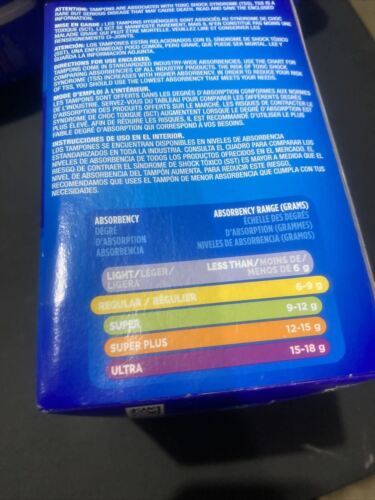 ATTENTION: TAMPONS ARE ASSOCIATED WITH TOXIC SHOCK SYNDROME (TSS). TSS IS A
RARE BUT SERIOUS DISEASE THAT MAY CAUSE DEATH. READ AND SAVE THE ENCLOSED
INFORMATION.
MISE EN GARDE : LES TAMPONS HYGIÉNIQUES SONT ASSOCIÉS AU SYNDROME DE CHOC
TOXIQUE (SCT). LE SCT SE MANIFESTE RAREMENT, MAIS IL N'EN CONSTITUE PAS MOINS UNE
MALADIE GRAVE QUI PEUT ÊTRE MORTELLE. VEUILLEZ LIRE ET CONSERVER LES
RENSEIGNEMENTS CI-JOINTS.
ATENCIÓN: LOS TAMPONES ESTÁN RELACIONADOS CON EL SÍNDROME DE SHOCK TÓXICO
(SST), UNA ENFERMEDAD POCO COMÚN, PERO GRAVE, QUE PUEDE SER MORTAL. LEE Y
GUARDA LA INFORMACIÓN ADJUNTA.
DIRECTIONS FOR USE ENCLOSED.
TAMPONS COME IN STANDARDIZED INDUSTRY-WIDE ABSORBENCIES. USE THE CHART FOR
COMPARING ABSORBENCIES OF ALL INDUSTRY PRODUCTS. THE RISK OF TOXIC SHOCK
SYNDROME (TSS) INCREASES WITH HIGHER ABSORBENCY. IN ORDER TO REDUCE YOUR RISK
OF TSS, YOU SHOULD USE THE LOWEST ABSORBENCY THAT MEETS YOUR NEEDS.
MODE D'EMPLOI À L'INTÉRIEUR.
LES TAMPONS SONT OFFERTS DANS LES DEGRÉS D'ABSORPTION CONFORMES AUX NORMES
DE L'INDUSTRIE. SERVEZ-VOUS DU TABLEAU POUR COMPARER LES DIFFÉRENTS DEGRÉS
D'ABSORPTION DES PRODUITS OFFERTS SUR LE MARCHÉ. LES RISQUES DE CONTRACTER LE
SYNDROME DE CHOC TOXIQUE (SCT) AUGMENTENT LORSQUE LE DEGRÉ D'ABSORPTION EST
PLUS ÉLEVÉ. AFIN DE RÉDUIRE LES RISQUES, IL EST RECOMMANDÉ D'UTILISER LE PLUS
FAIBLE DEGRÉ D'ABSORPTION QUI CORRESPOND À VOS BESOINS.
INSTRUCCIONES DE USO EN EL INTERIOR.
LOS TAMPONES SE ENCUENTRAN DISPONIBLES EN NIVELES DE ABSORBENCIA
ESTANDARIZADOS EN TODA LA INDUSTRIA. CONSULTA EL CUADRO PARA COMPARAR LOS
NIVELES DE ABSORBENCIA DE TODOS LOS PRODUCTOS OFRECIDOS EN EL MERCADO. EL
RIESGO DE CONTRAER EL SÍNDROME DE SHOCK TÓXICO (SST) ES MAYOR A MEDIDA QUE EL
NIVEL DE ABSORBENCIA DEL TAMPÓN AUMENTA. PARA REDUCIR ESTE RIESGO,
RECOMENDAMOS QUE USES EL TAMPÓN DE MENOR ABSORBENCIA QUE CUMPLA CON TUS
NECESIDADES.
ABSORBENCY ABSORBENCY RANGE (GRAMS)
DEGRÉ ÉCHELLE DES DEGRÉS
D'ABSORPTION D'ABSORPTION (GRAMMES)
ABSORBENCIA NIVELES DE ABSORBENCIA (GRAMOS)
LIGHT/LÉGER/ LESS THAN/MOINS DE/
LIGERA MENOS DE 6 g
REGULAR / RÉGULIER 6-9 g
SUPER 9-12 g
SUPER PLUS 12-15 g
ULTRA 15-18 g